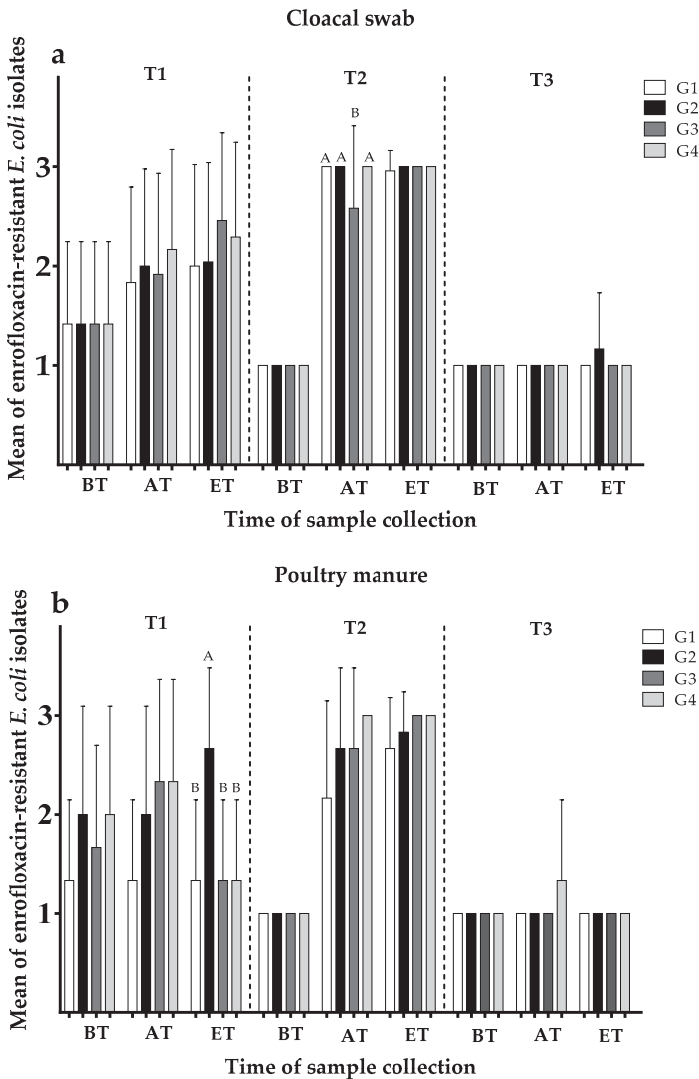 Cloacal swab
a
T1
T2
T3
G1
G2
G3
G4
Mean of enrofloxacin-resistant E. coli isolates
3
2
1
A
A
B
A
BT
AT
ET
BT
AT
ET
BT
AT
ET
Time of sample collection
Poultry manure
b
T1
T2
T3
G1
G2
G3
G4
Mean of enrofloxacin-resistant E. coli isolates
3
2
1
B
A
B
B
BT
AT
ET
BT
AT
ET
BT
AT
ET
Time of sample collection